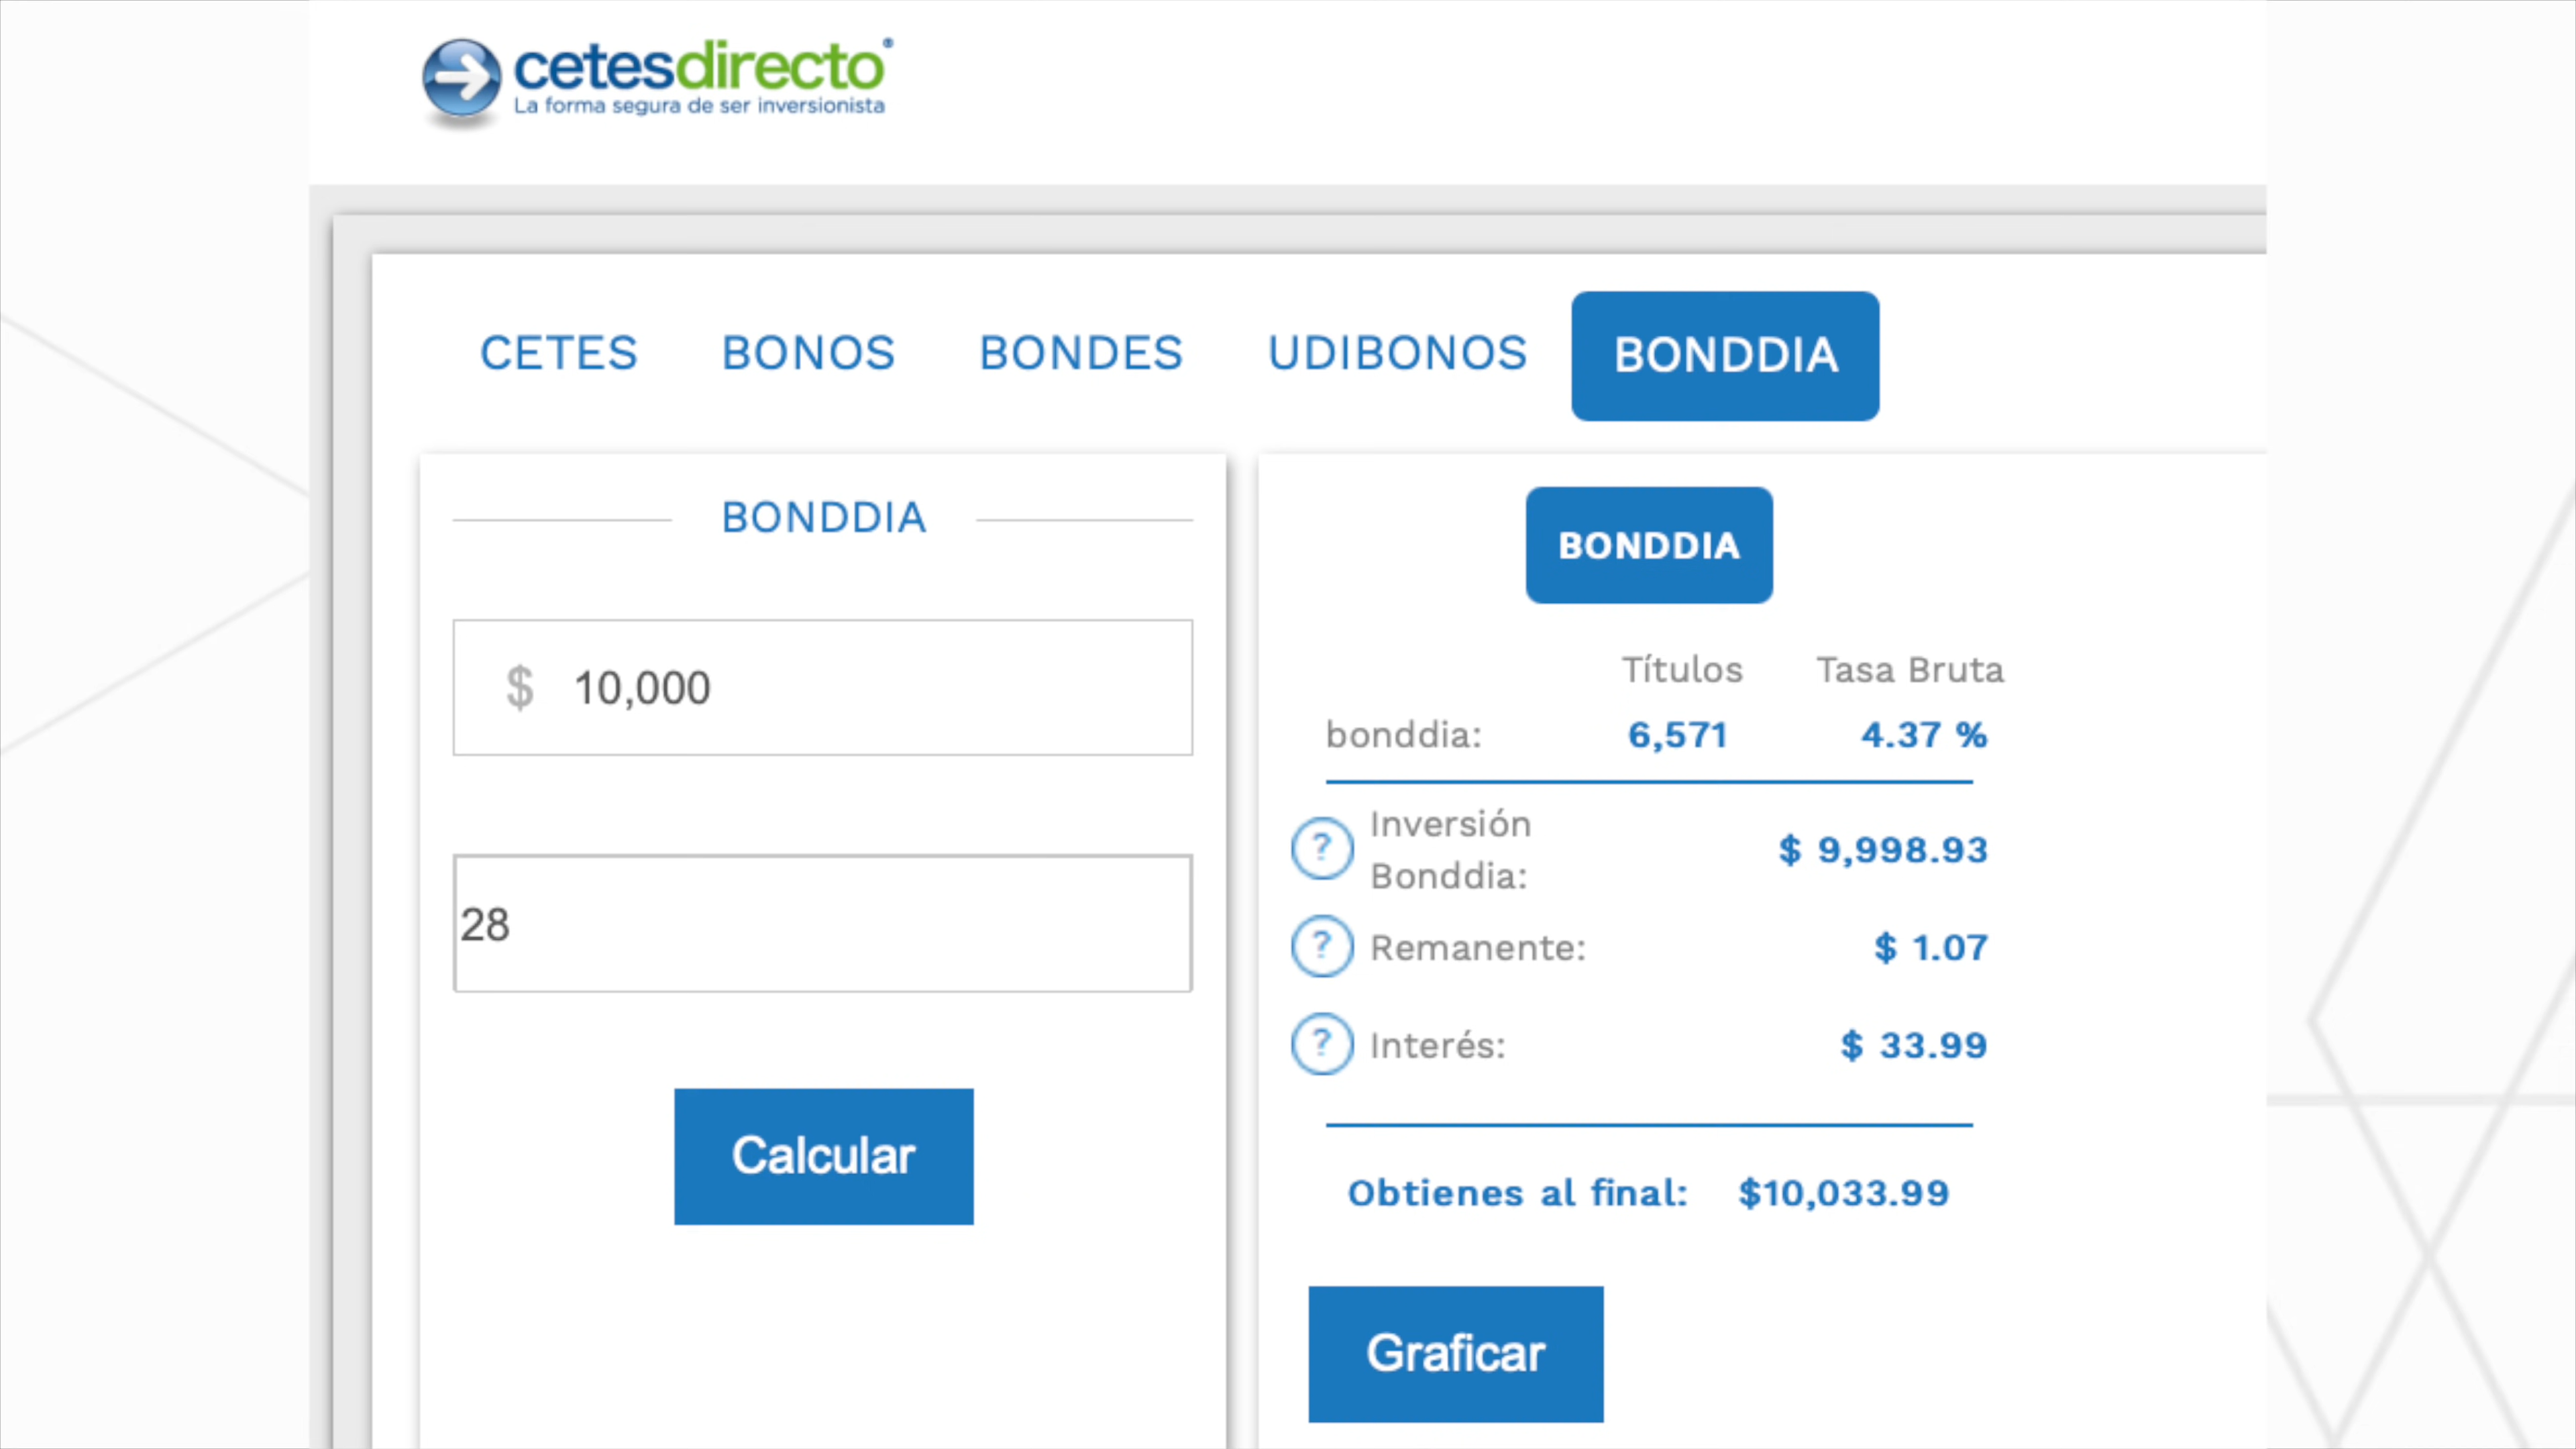 cetesdirecto®
La forma segura de ser inversionista
CETES BONOS BONDES UDIBONOS BONDDIA
BONDDIA
$ 10,000
28
Calcular
BONDDIA
Títulos Tasa Bruta
bonddia: 6,571 4.37 %
? Inversión
Bonddia: $ 9,998.93
? Remanente: $ 1.07
? Interés: $ 33.99
Obtienes al final: $10,033.99
Graficar